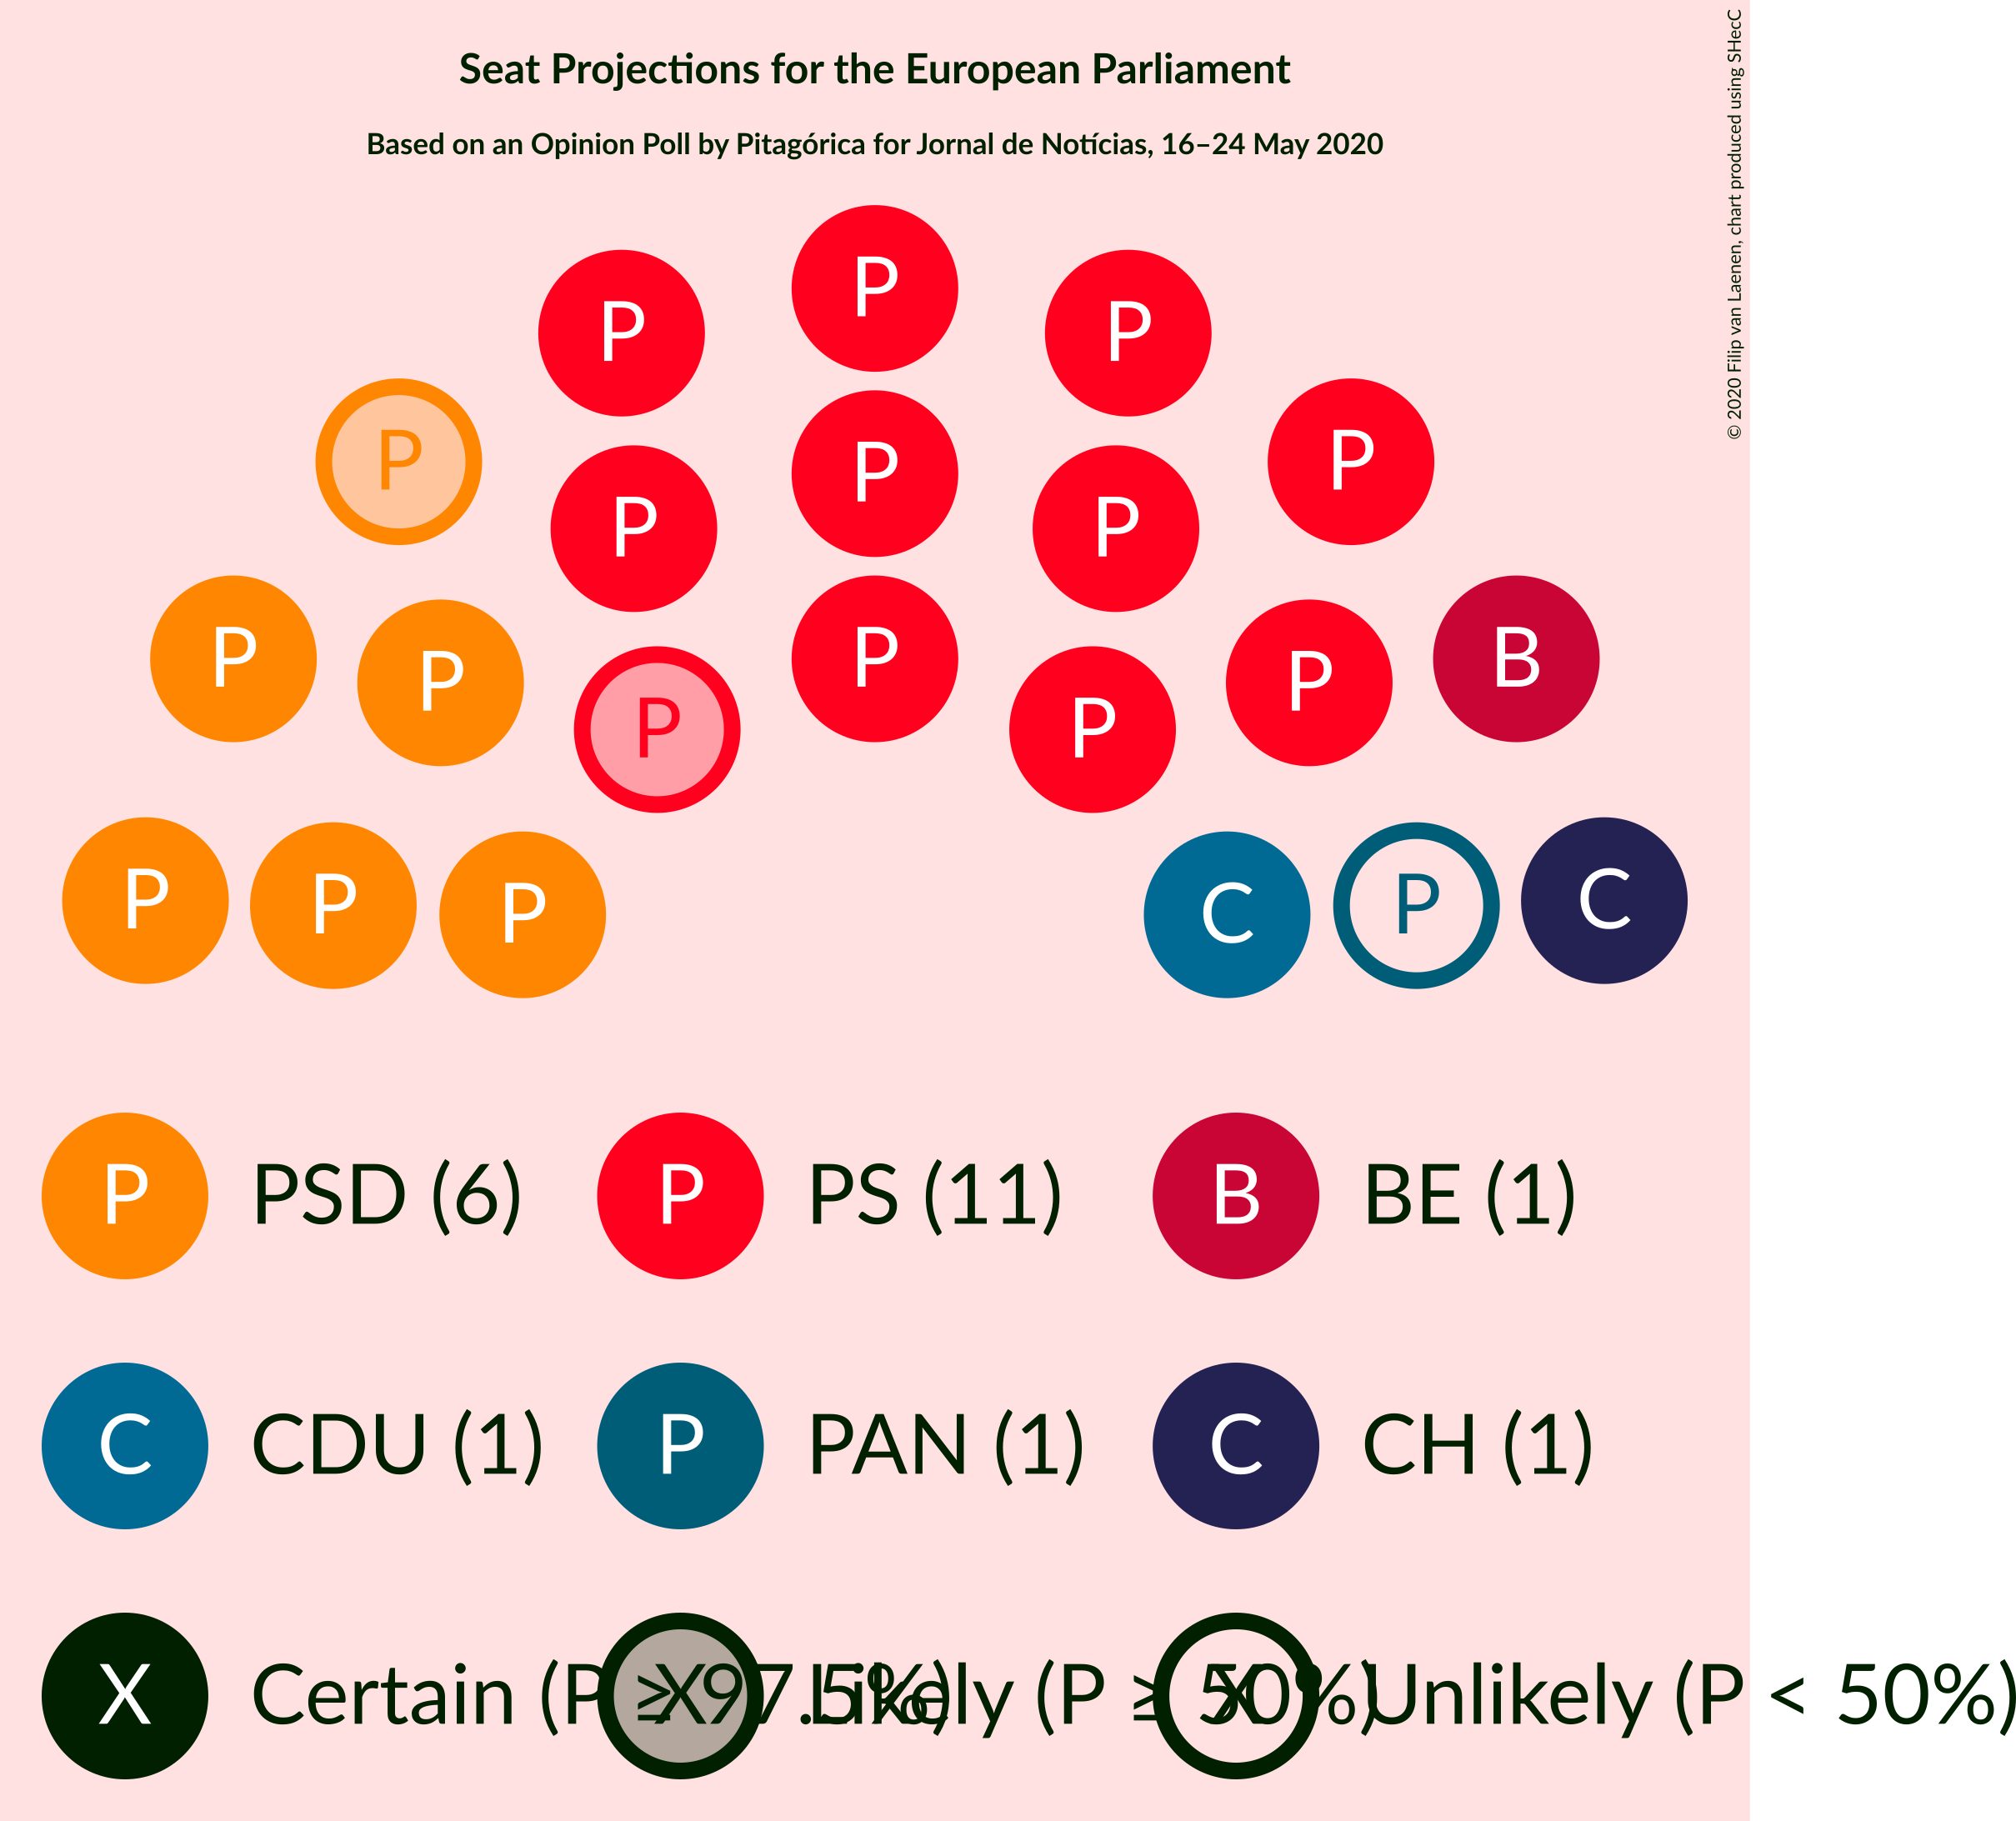 Seat Projections for the European Parliament
Based on an Opinion Poll by Pitagórica for Jornal de Notícias, 16–24 May 2020
© 2020 Filip van Laenen, chart produced using SHecC
P
P P
P P
P
P P
P
P P B
P P
P P
P P C
P P C P C
P PSD (6) P PS (11) B BE (1)
C CDU (1) P PAN (1) C CH (1)
X Certain (P ≥ 97.5%) X Likely (P ≥ 50%) X Unlikely (P < 50%)